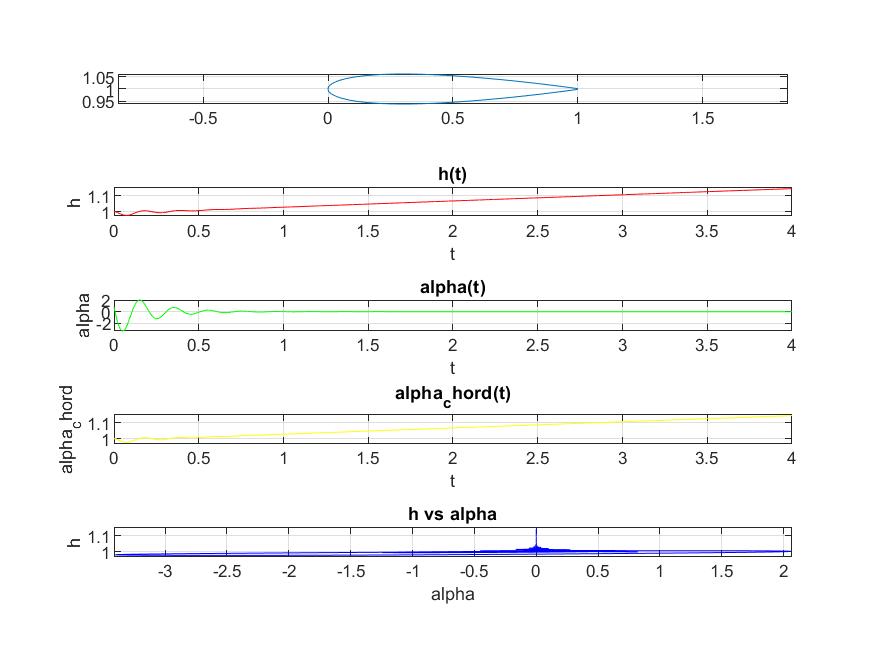 1.05
1
0.95
-0.5 0 0.5 1 1.5
h(t)
h
1.1
1
0 0.5 1 1.5 2 2.5 3 3.5 4
t
alpha(t)
alpha
2
0
-2
0 0.5 1 1.5 2 2.5 3 3.5 4
t
alpha_chord(t)
alpha_chord
1.1
1
0 0.5 1 1.5 2 2.5 3 3.5 4
t
h vs alpha
h
1.1
1
-3 -2.5 -2 -1.5 -1 -0.5 0 0.5 1 1.5 2
alpha